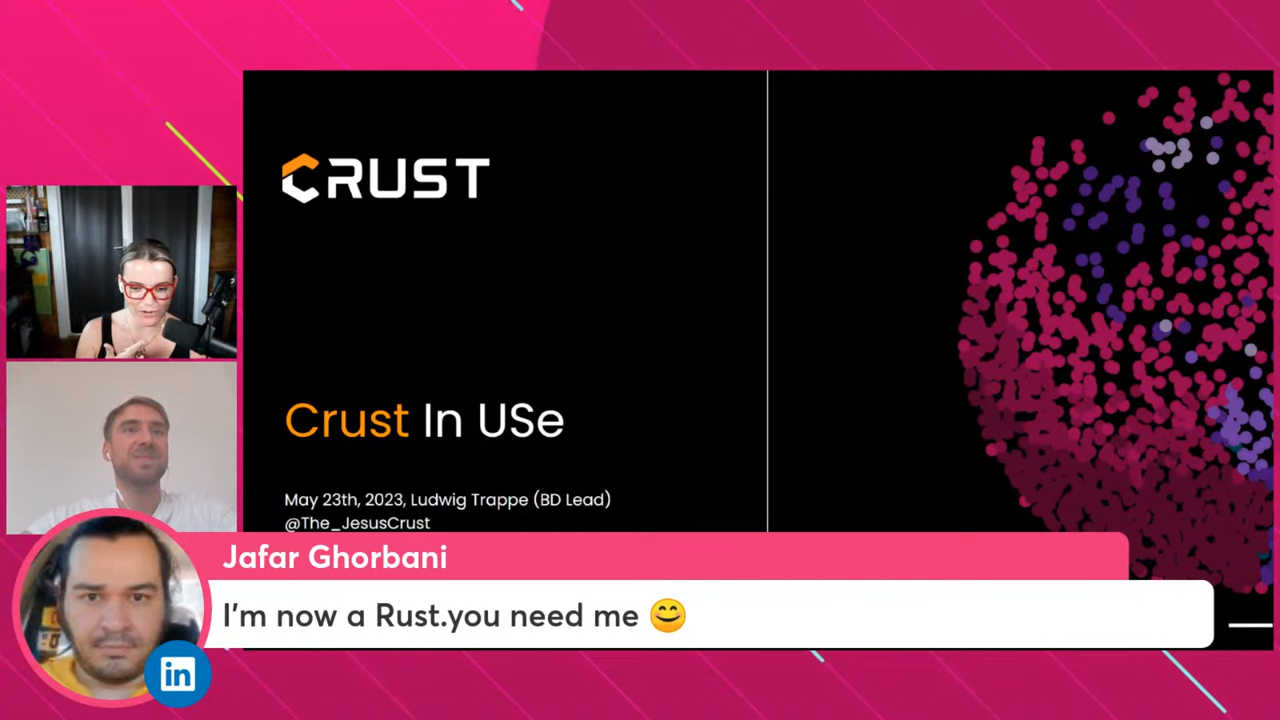 CRUST
Crust In USe
May 23th, 2023, Ludwig Trappe (BD Lead)
@The_JesusCrust
Jafar Ghorbani
I'm now a Rust.you need me 😊
in